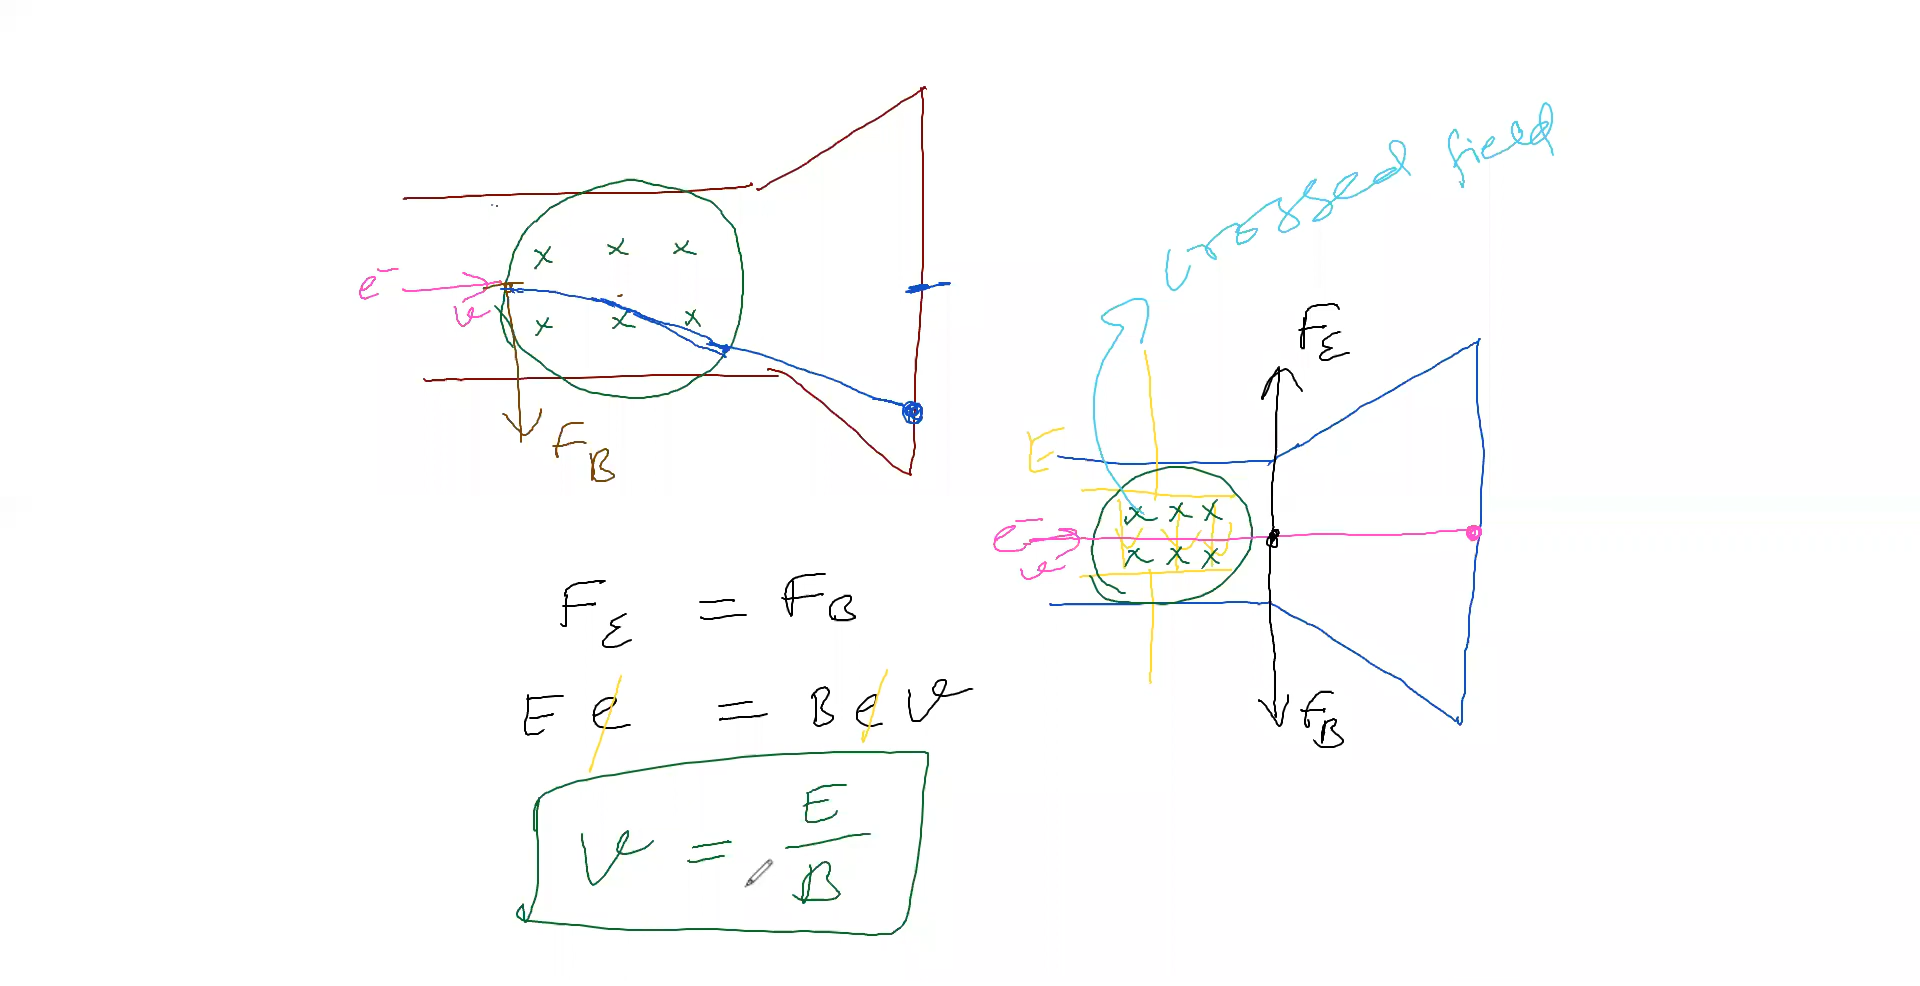 crossed field
x x x
e⁻
v
x x x
F_B
F_E
E
x x x
e⁻
v
x x x
F_B
F_E = F_B
E e = B e v
v = E/B